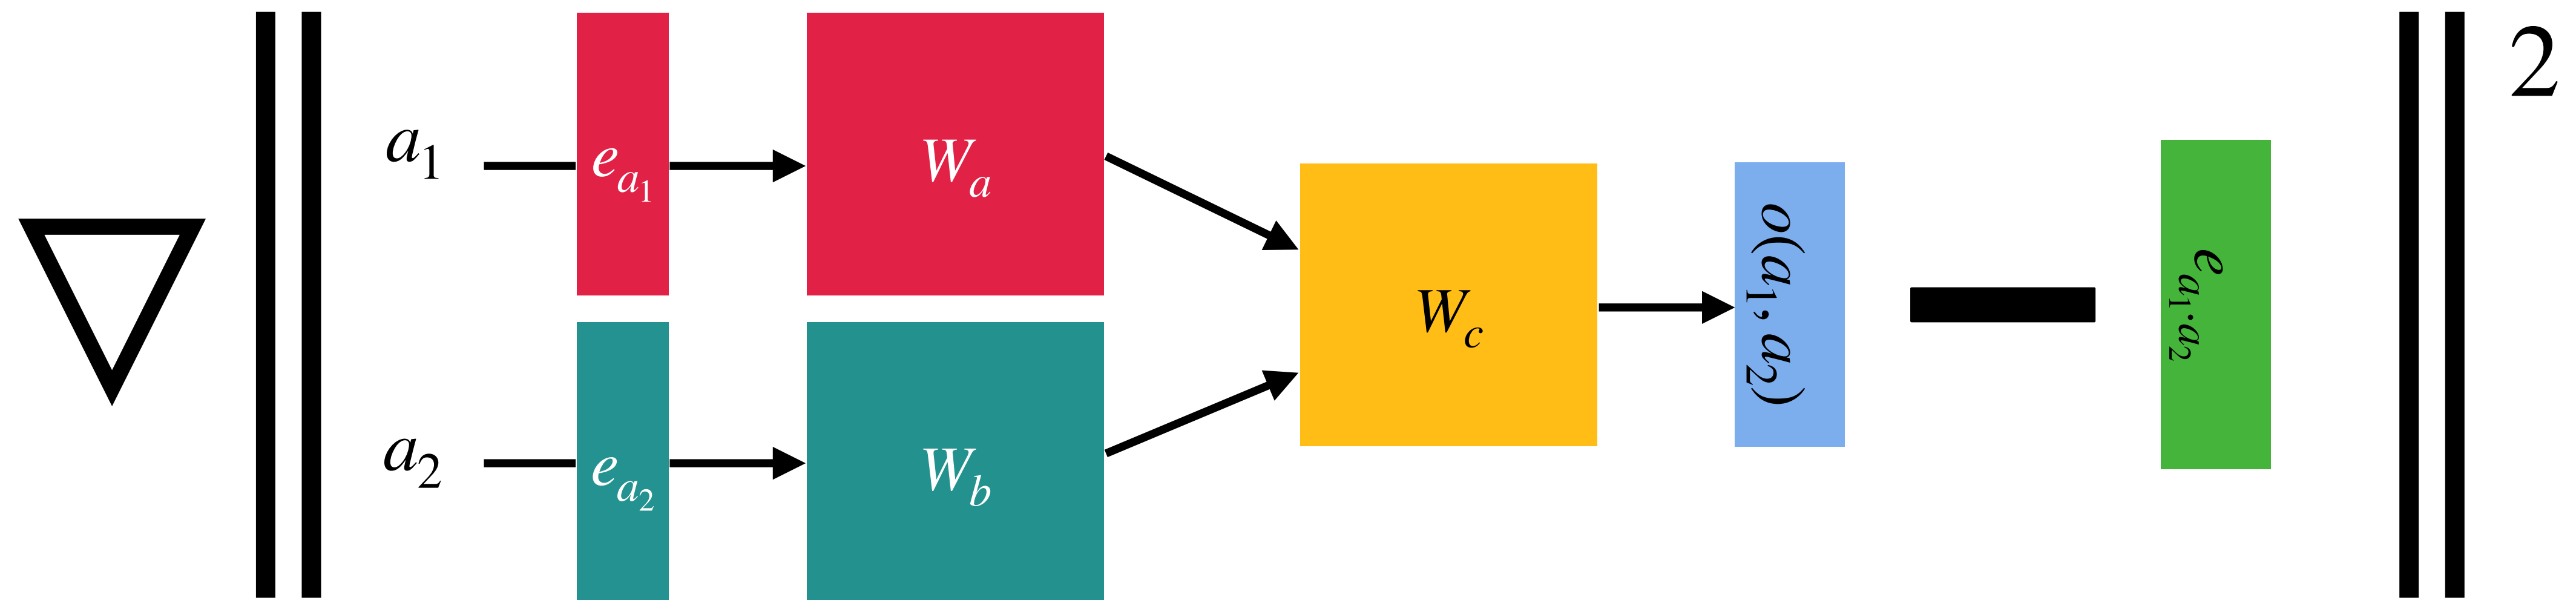 ∇ ‖ a₁ e_{a₁} W_a
a₂ e_{a₂} W_b
W_c o(a₁, a₂) − e_{a₁·a₂} ‖ 2